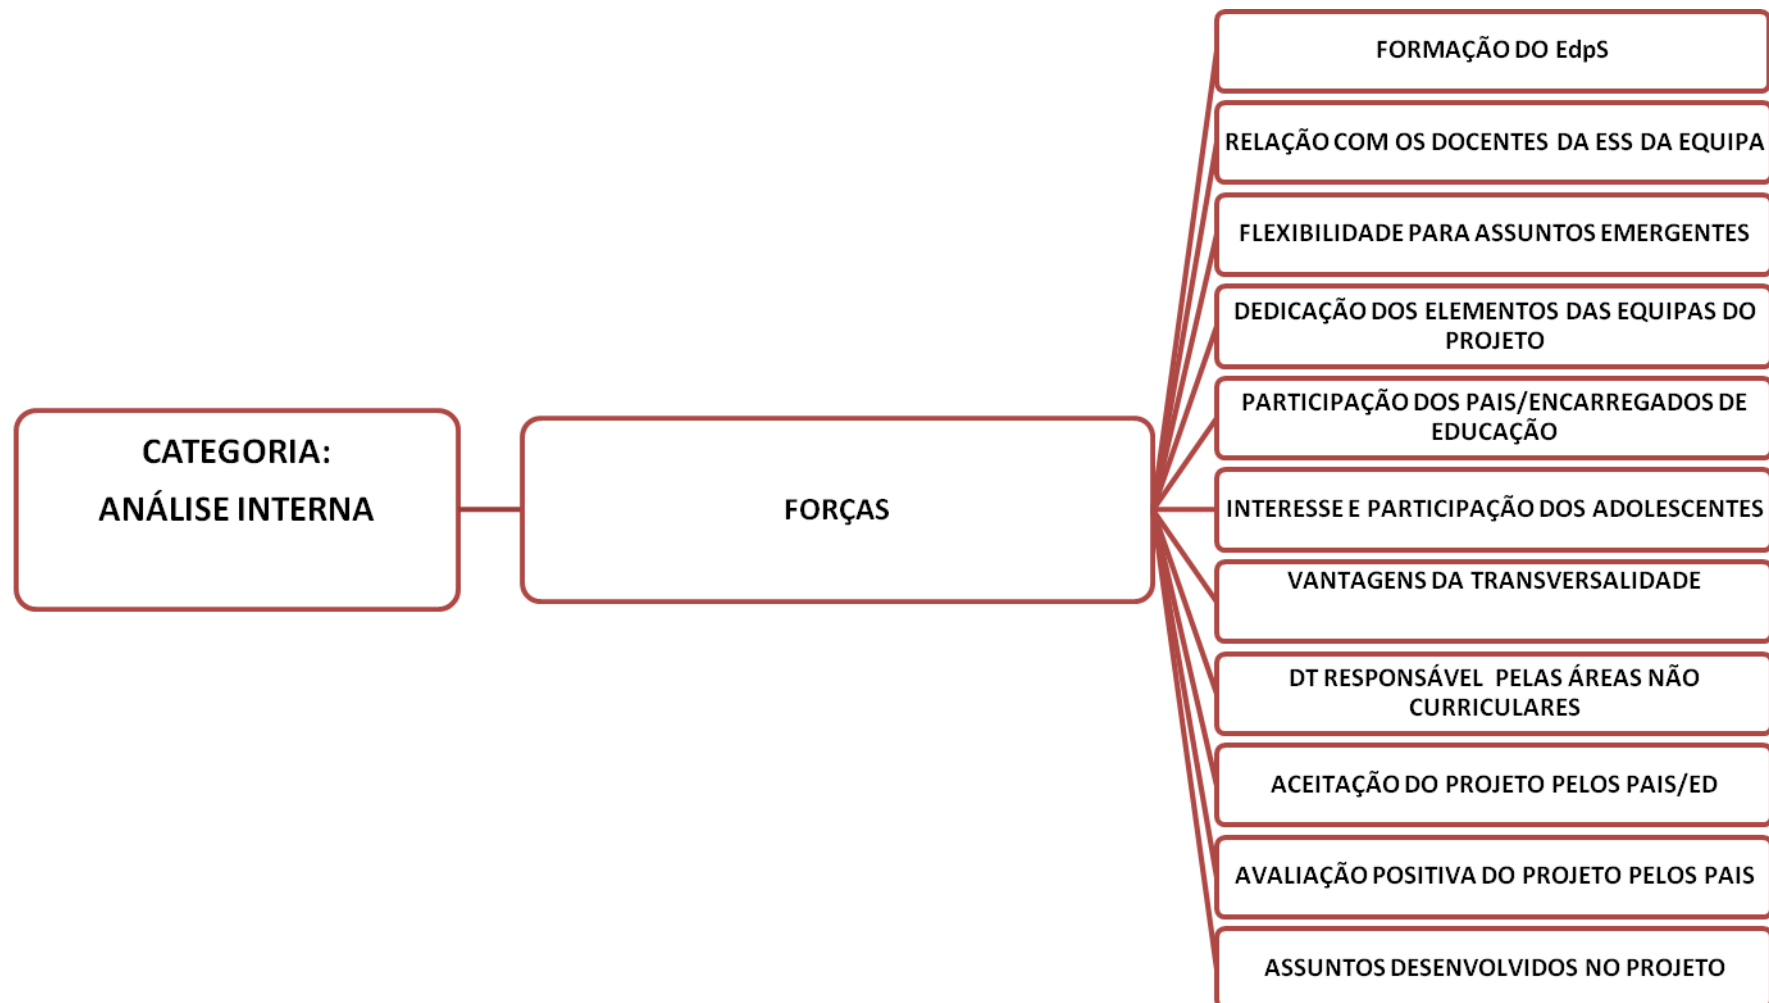 CATEGORIA:
ANÁLISE INTERNA
FORÇAS
FORMAÇÃO DO EdpS
RELAÇÃO COM OS DOCENTES DA ESS DA EQUIPA
FLEXIBILIDADE PARA ASSUNTOS EMERGENTES
DEDICAÇÃO DOS ELEMENTOS DAS EQUIPAS DO
PROJETO
PARTICIPAÇÃO DOS PAIS/ENCARREGADOS DE
EDUCAÇÃO
INTERESSE E PARTICIPAÇÃO DOS ADOLESCENTES
VANTAGENS DA TRANSVERSALIDADE
DT RESPONSÁVEL PELAS ÁREAS NÃO
CURRICULARES
ACEITAÇÃO DO PROJETO PELOS PAIS/ED
AVALIAÇÃO POSITIVA DO PROJETO PELOS PAIS
ASSUNTOS DESENVOLVIDOS NO PROJETO